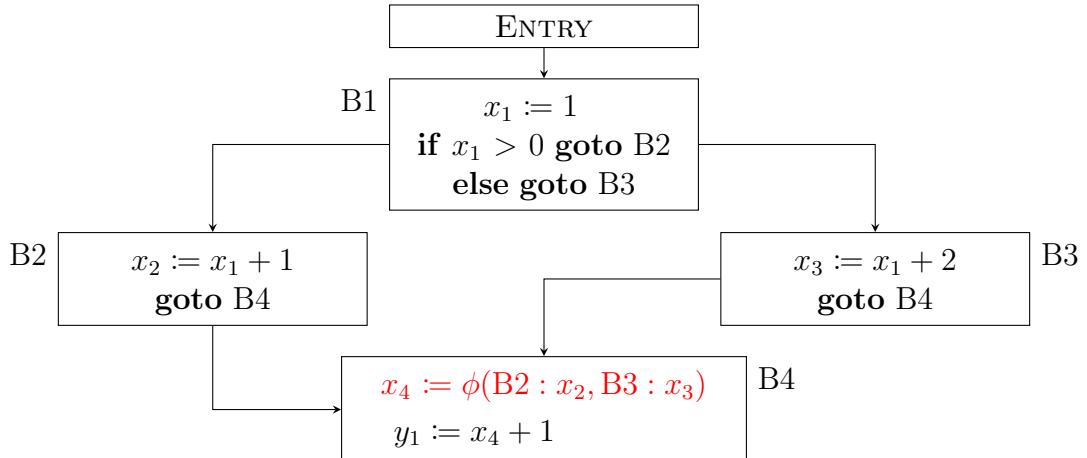 ENTRY
B1
x₁ := 1
if x₁ > 0 goto B2
else goto B3
B2
x₂ := x₁ + 1
goto B4
B3
x₃ := x₁ + 2
goto B4
B4
x₄ := ϕ(B2 : x₂, B3 : x₃)
y₁ := x₄ + 1